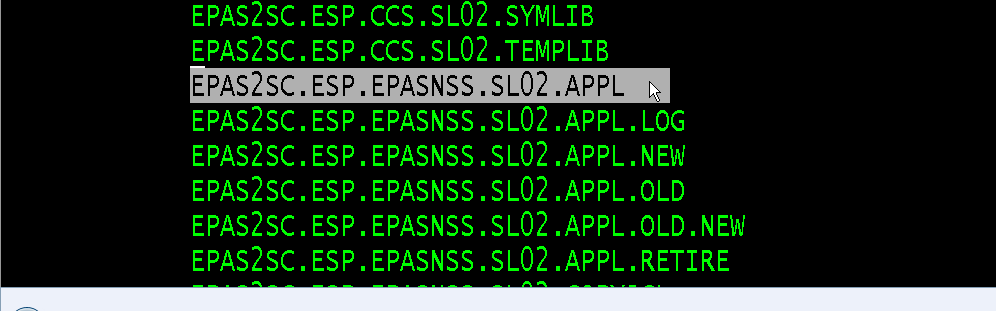 EPAS2SC.ESP.CCS.SL02.SYMLIB
EPAS2SC.ESP.CCS.SL02.TEMPLIB
EPAS2SC.ESP.EPASNSS.SL02.APPL
EPAS2SC.ESP.EPASNSS.SL02.APPL.LOG
EPAS2SC.ESP.EPASNSS.SL02.APPL.NEW
EPAS2SC.ESP.EPASNSS.SL02.APPL.OLD
EPAS2SC.ESP.EPASNSS.SL02.APPL.OLD.NEW
EPAS2SC.ESP.EPASNSS.SL02.APPL.RETIRE